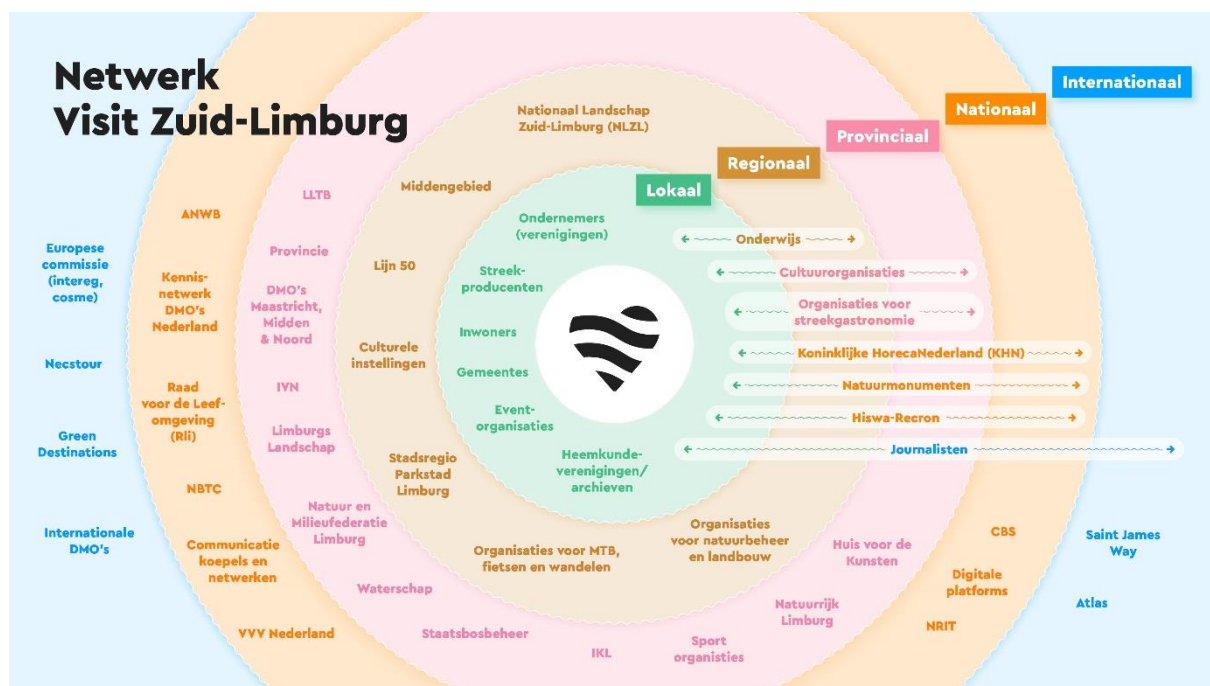 Netwerk
Visit Zuid-Limburg
Internationaal
Nationaal
Provinciaal
Regionaal
Lokaal
Nationaal Landschap
Zuid-Limburg (NLZL)
Middengebied
Lijn 50
Culturele
instellingen
Stadsregio
Parkstad
Limburg
Organisaties voor MTB,
fietsen en wandelen
Organisaties
voor natuurbeheer
en landbouw
Ondernemers
(verenigingen)
Streek-
producenten
Inwoners
Gemeentes
Event-
organisaties
Heemkunde-
verenigingen/
archieven
LLTB
Provincie
DMO's
Maastricht,
Midden
& Noord
IVN
Limburgs
Landschap
Natuur en
Milieufederatie
Limburg
Waterschap
Staatsbosbeheer
IKL
Sport
organisties
Natuurrijk
Limburg
Huis voor de
Kunsten
ANWB
Kennis-
netwerk
DMO's
Nederland
Raad
voor de Leef-
omgeving
(Rli)
NBTC
Communicatie
koepels en
netwerken
VVV Nederland
CBS
Digitale
platforms
NRIT
Europese
commissie
(intereg,
cosme)
Necstour
Green
Destinations
Internationale
DMO's
Saint James
Way
Atlas
Onderwijs
Cultuurorganisaties
Organisaties voor
streekgastronomie
Koninklijke HorecaNederland (KHN)
Natuurmonumenten
Hiswa-Recron
Journalisten